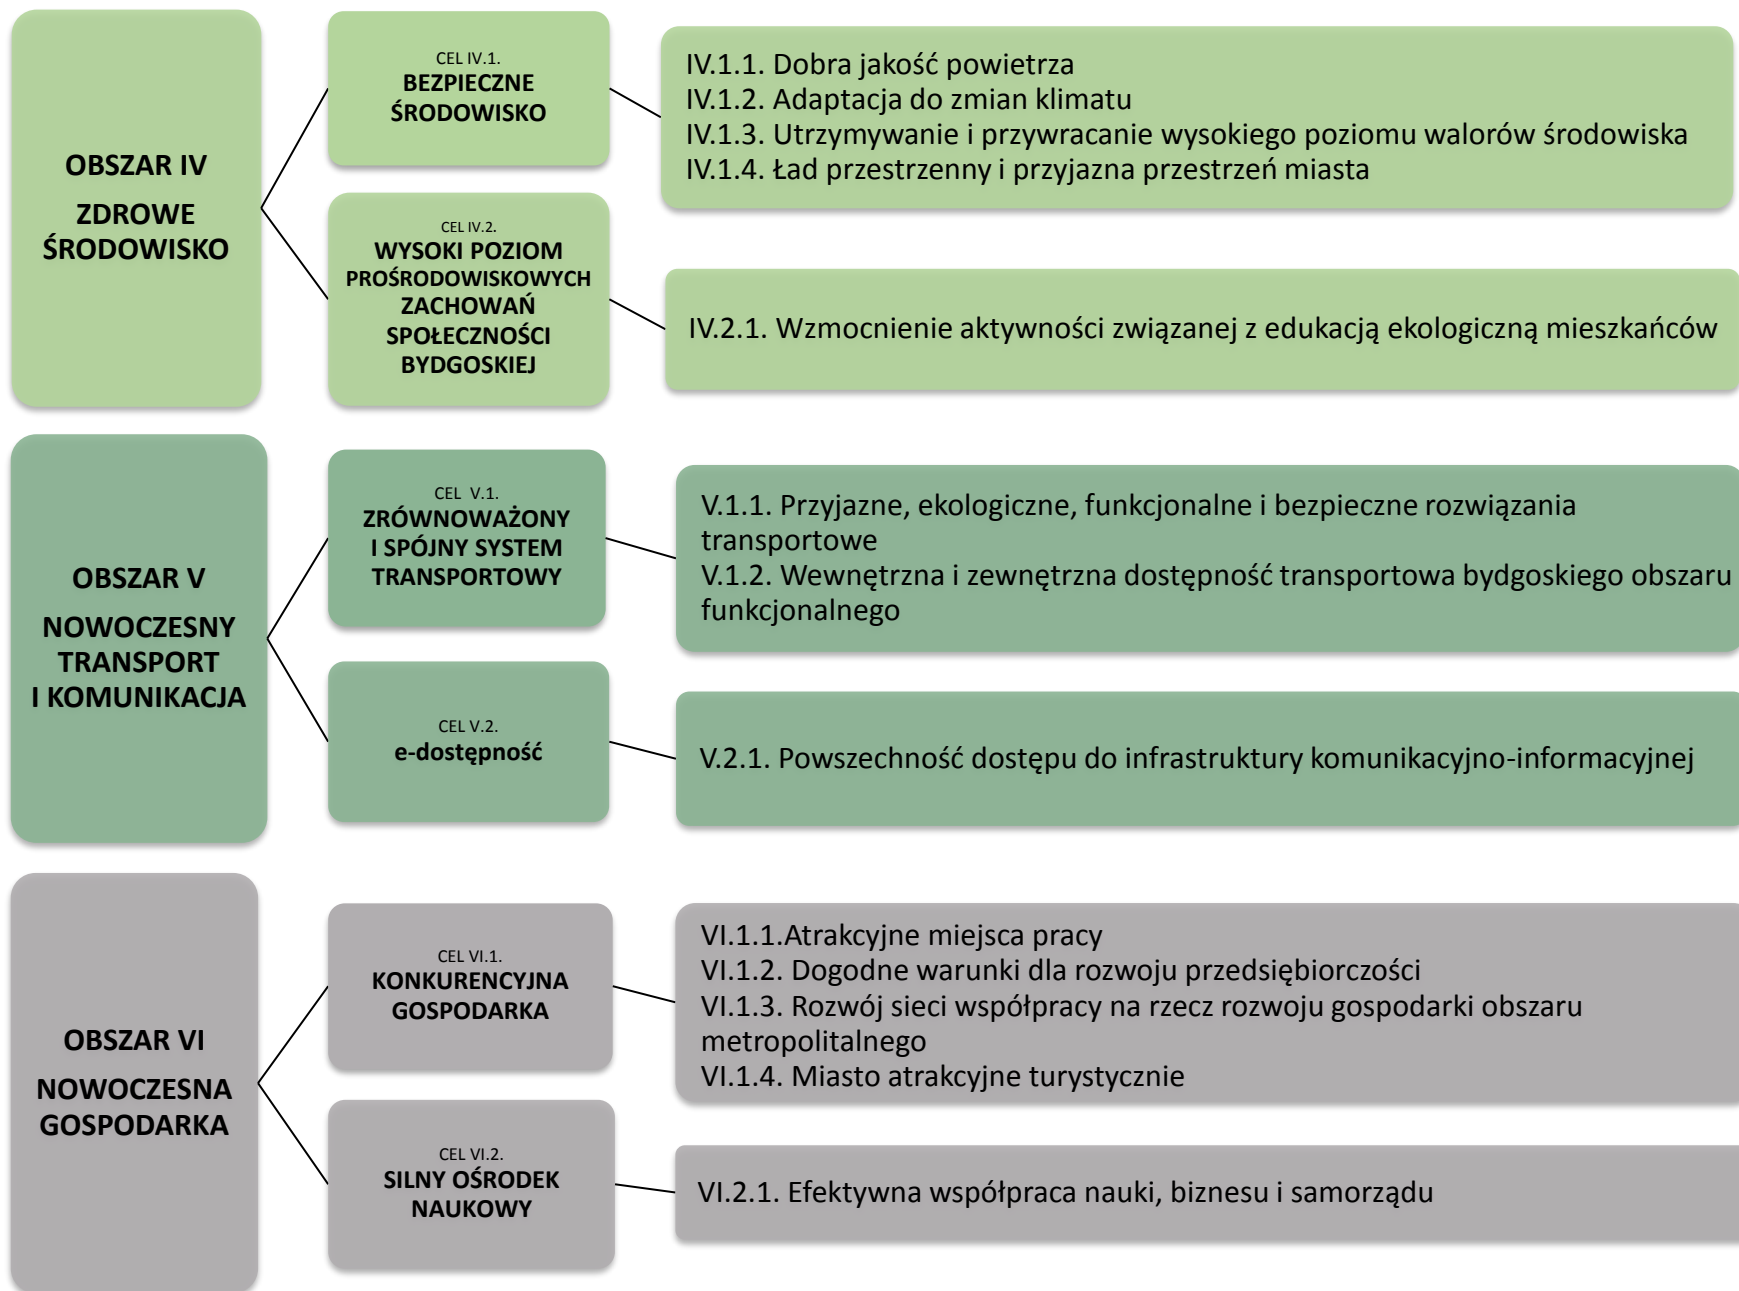 OBSZAR IV
ZDROWE
ŚRODOWISKO
CEL IV.1.
BEZPIECZNE
ŚRODOWISKO
IV.1.1. Dobra jakość powietrza
IV.1.2. Adaptacja do zmian klimatu
IV.1.3. Utrzymywanie i przywracanie wysokiego poziomu walorów środowiska
IV.1.4. Ład przestrzenny i przyjazna przestrzeń miasta
CEL IV.2.
WYSOKI POZIOM
PROŚRODOWISKOWYCH
ZACHOWAŃ
SPOŁECZNOŚCI
BYDGOSKIEJ
IV.2.1. Wzmocnienie aktywności związanej z edukacją ekologiczną mieszkańców
OBSZAR V
NOWOCZESNY
TRANSPORT
I KOMUNIKACJA
CEL V.1.
ZRÓWNOWAŻONY
I SPÓJNY SYSTEM
TRANSPORTOWY
V.1.1. Przyjazne, ekologiczne, funkcjonalne i bezpieczne rozwiązania
transportowe
V.1.2. Wewnętrzna i zewnętrzna dostępność transportowa bydgoskiego obszaru
funkcjonalnego
CEL V.2.
e-dostępność
V.2.1. Powszechność dostępu do infrastruktury komunikacyjno-informacyjnej
OBSZAR VI
NOWOCZESNA
GOSPODARKA
CEL VI.1.
KONKURENCYJNA
GOSPODARKA
VI.1.1.Atrakcyjne miejsca pracy
VI.1.2. Dogodne warunki dla rozwoju przedsiębiorczości
VI.1.3. Rozwój sieci współpracy na rzecz rozwoju gospodarki obszaru
metropolitalnego
VI.1.4. Miasto atrakcyjne turystycznie
CEL VI.2.
SILNY OŚRODEK
NAUKOWY
VI.2.1. Efektywna współpraca nauki, biznesu i samorządu